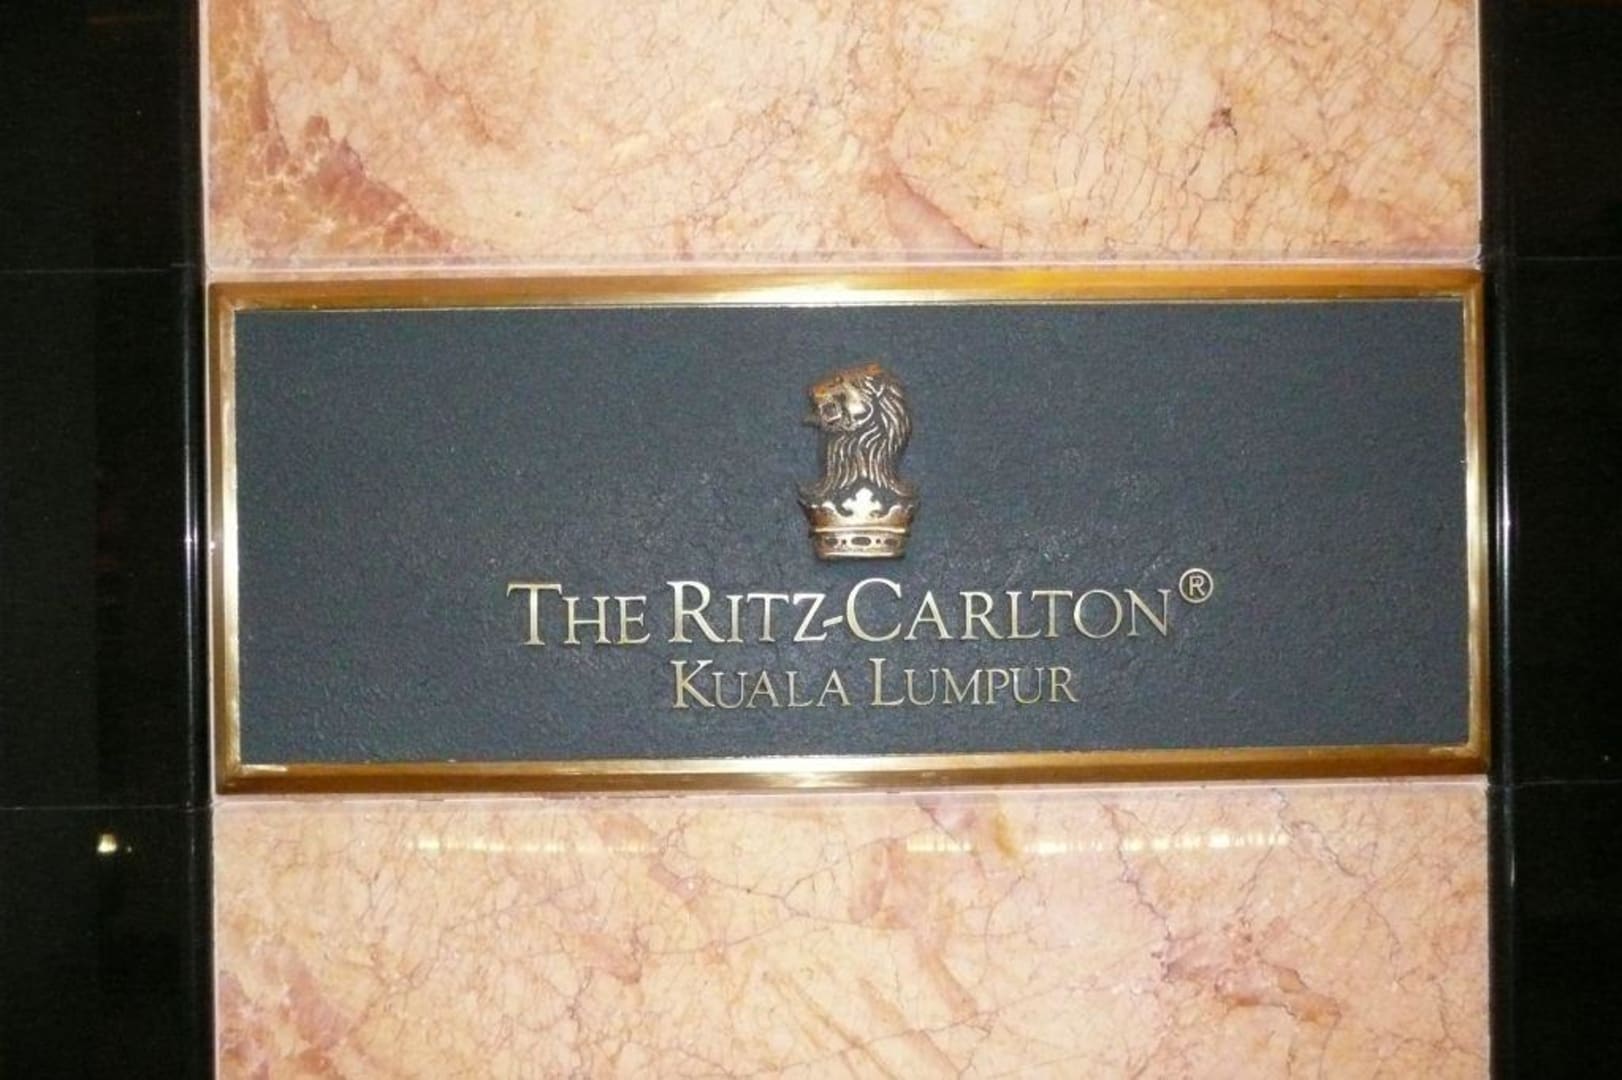 THE RITZ-CARLTON®
KUALA LUMPUR